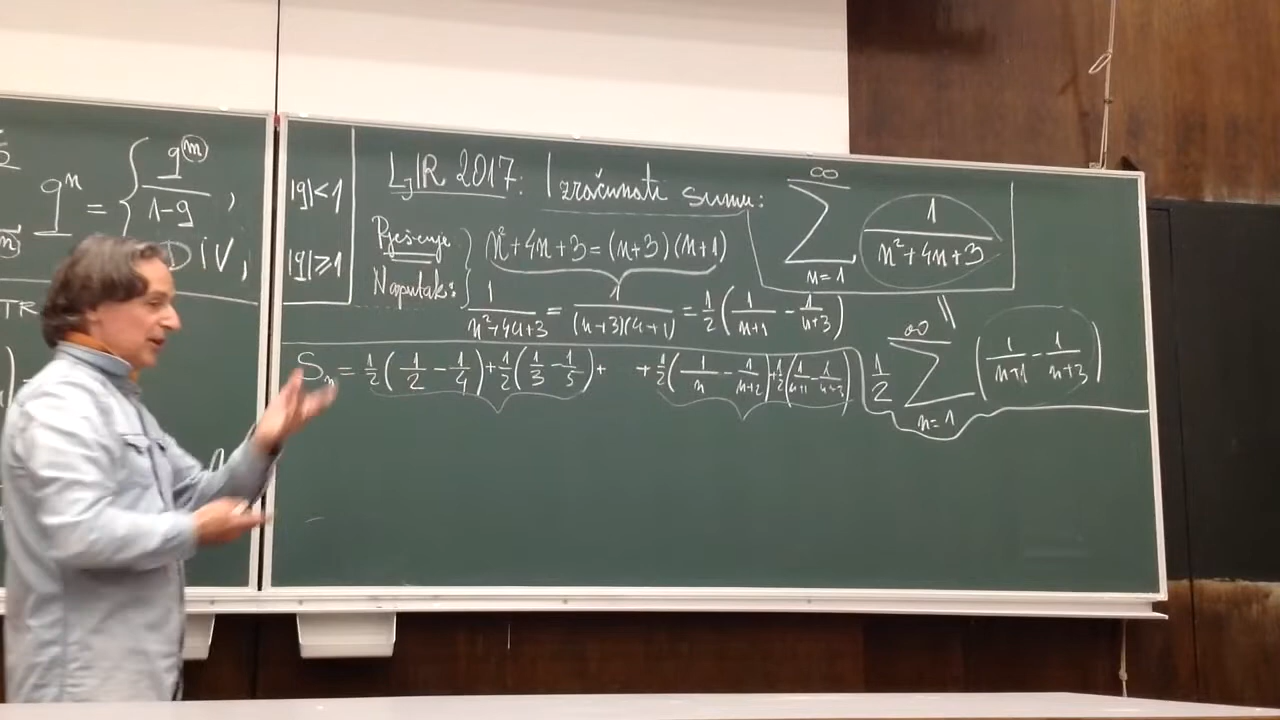 q^n = { q^(m) / (1-q) , |q|<1
DIV, |q|≥1
LJIR 2017: Izračunati sumu: ∑_{n=1}^{∞} 1/(n²+4n+3)
Rješenje
Naputak: } n²+4n+3=(n+3)(n+1)
1/(n²+4n+3) = 1/((n+3)(n+1)) = 1/2 (1/(n+1) - 1/(n+3))
S_n = 1/2 (1/2 - 1/4) + 1/2 (1/3 - 1/5) + + 1/2 (1/n - 1/(n+2)) + 1/2 (1/(n+1) - 1/(n+3))
|| 1/2 ∑_{n=1}^{∞} (1/(n+1) - 1/(n+3))